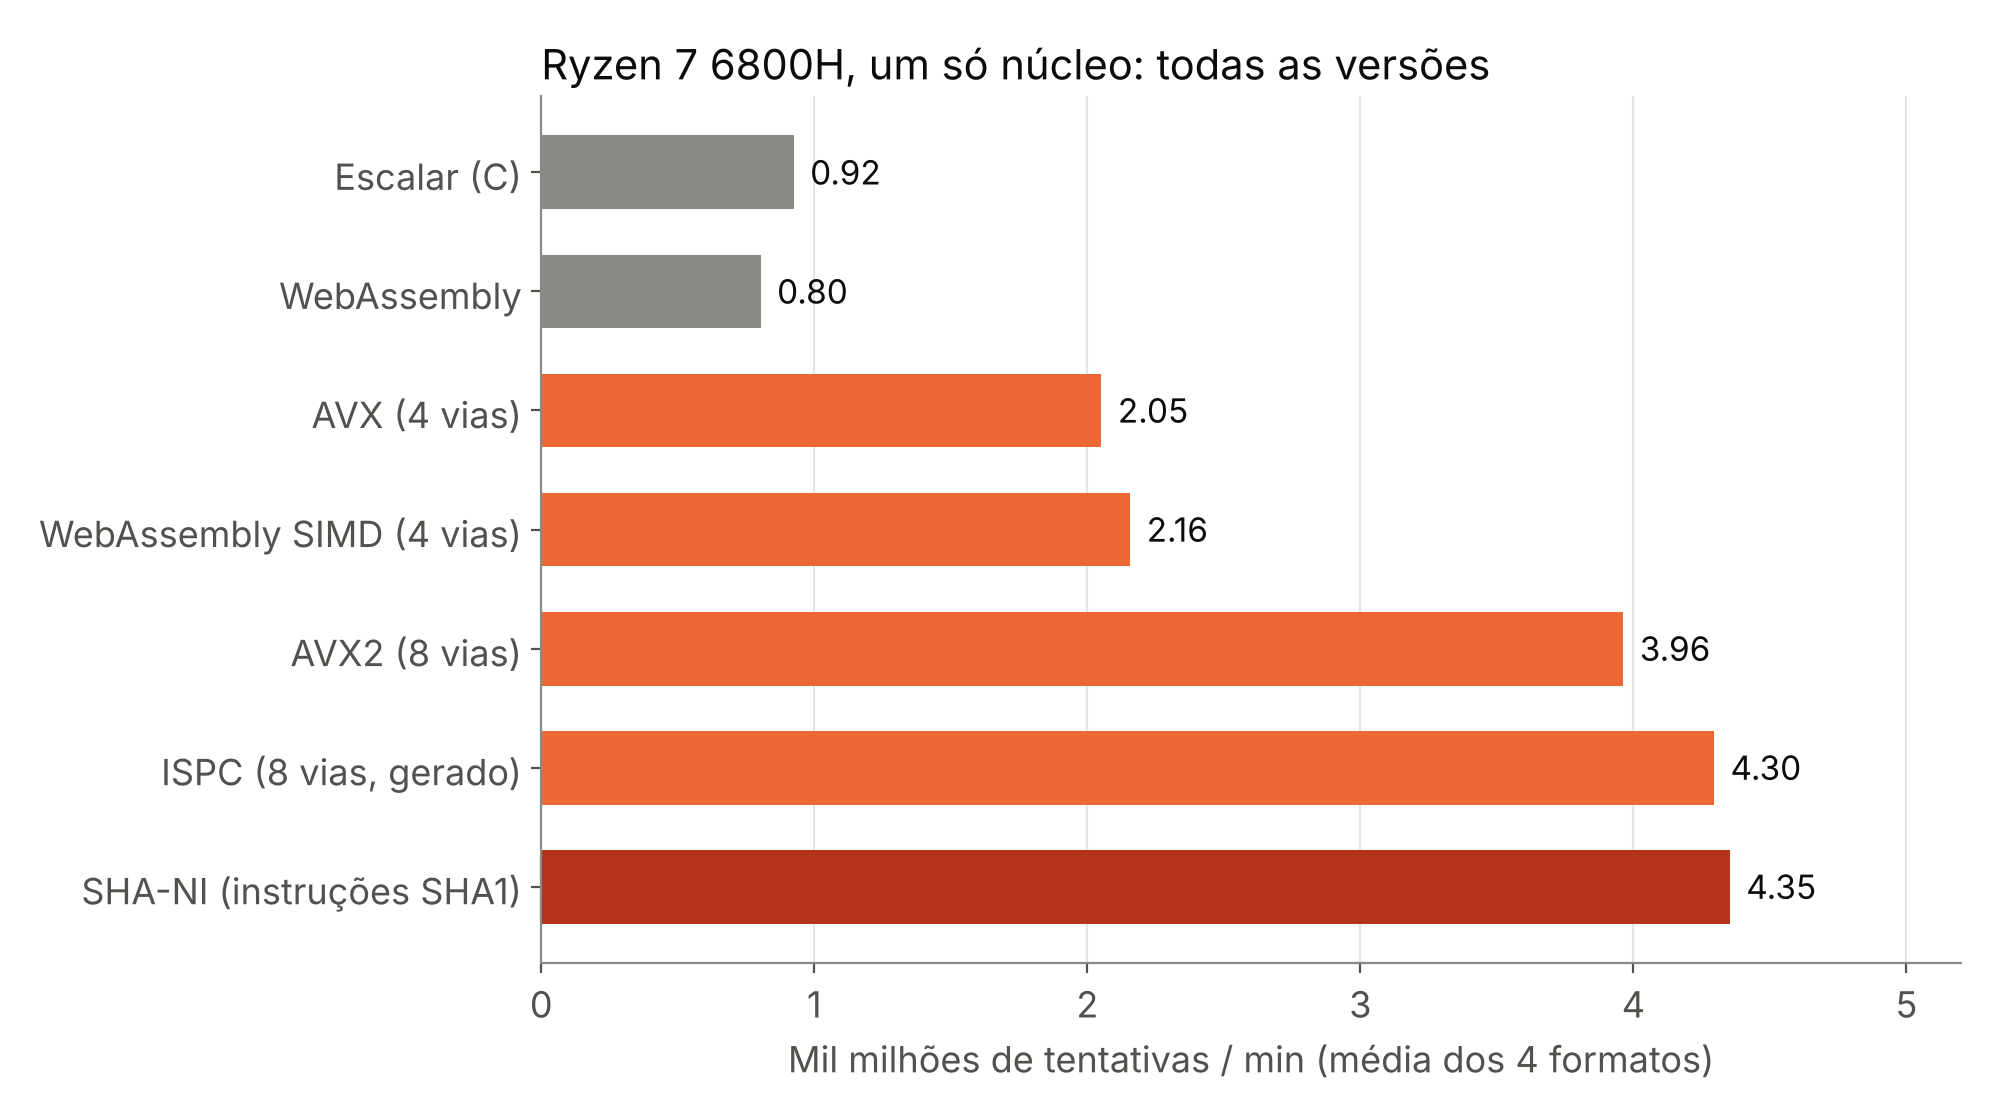 Ryzen 7 6800H, um só núcleo: todas as versões
Escalar (C) 0.92
WebAssembly 0.80
AVX (4 vias) 2.05
WebAssembly SIMD (4 vias) 2.16
AVX2 (8 vias) 3.96
ISPC (8 vias, gerado) 4.30
SHA-NI (instruções SHA1) 4.35
0 1 2 3 4 5
Mil milhões de tentativas / min (média dos 4 formatos)